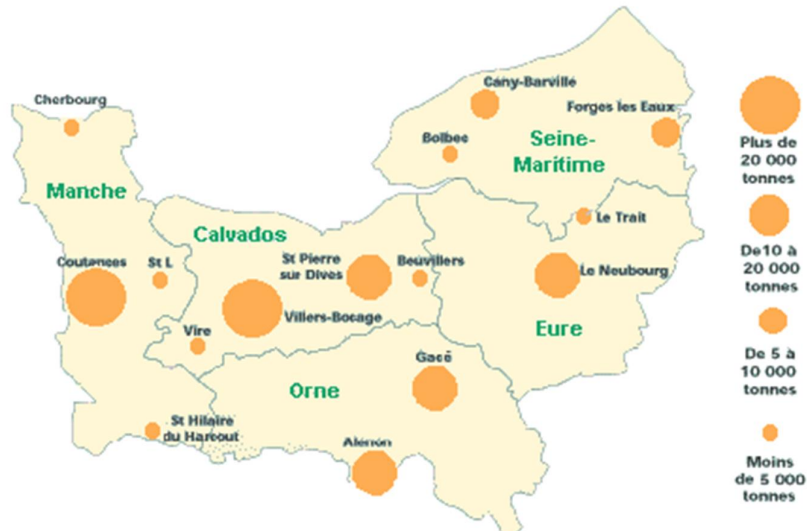 Cany-Barville
Cherbourg
Forges les Eaux
Bolbec
Seine-
Maritime
Manche
Le Trait
Calvados
Coutances
St L
St Pierre
sur Dives
Beuvillers
Le Neubourg
Villers-Bocage
Vire
Eure
Gacé
Orne
St Hilaire
du Harcout
Alenon
Plus de
20 000
tonnes
De10 à
20 000
tonnes
De 5 à
10 000
tonnes
Moins
de 5 000
tonnes